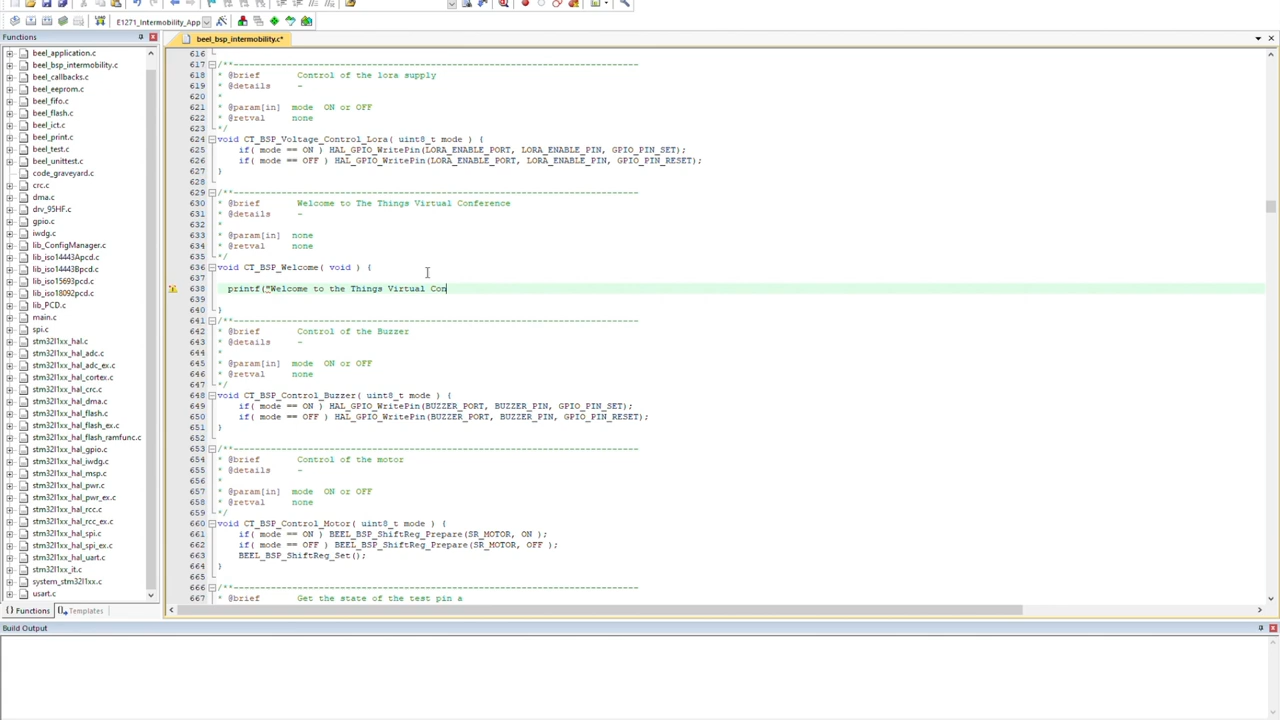 E1271_Intermobility_App
Functions
beel_bsp_intermobility.c*
beel_application.c
beel_bsp_intermobility.c
beel_callbacks.c
beel_eeprom.c
beel_fifo.c
beel_flash.c
beel_ict.c
beel_print.c
beel_test.c
beel_unittest.c
code_graveyard.c
crc.c
dma.c
drv_95HF.c
gpio.c
iwdg.c
lib_ConfigManager.c
lib_iso14443Apcd.c
lib_iso14443Bpcd.c
lib_iso15693pcd.c
lib_iso18092pcd.c
lib_PCD.c
main.c
spi.c
stm32l1xx_hal.c
stm32l1xx_hal_adc.c
stm32l1xx_hal_adc_ex.c
stm32l1xx_hal_cortex.c
stm32l1xx_hal_crc.c
stm32l1xx_hal_dma.c
stm32l1xx_hal_flash.c
stm32l1xx_hal_flash_ex.c
stm32l1xx_hal_flash_ramfunc.c
stm32l1xx_hal_gpio.c
stm32l1xx_hal_iwdg.c
stm32l1xx_hal_msp.c
stm32l1xx_hal_pwr.c
stm32l1xx_hal_pwr_ex.c
stm32l1xx_hal_rcc.c
stm32l1xx_hal_rcc_ex.c
stm32l1xx_hal_spi.c
stm32l1xx_hal_spi_ex.c
stm32l1xx_hal_uart.c
stm32l1xx_it.c
system_stm32l1xx.c
usart.c
{} Functions
Templates
616
617 /**-----------------------------------------------------------------------------
618 * @brief Control of the lora supply
619 * @details -
620 *
621 * @param[in] mode ON or OFF
622 * @retval none
623 */
624 void CT_BSP_Voltage_Control_Lora( uint8_t mode ) {
625 if( mode == ON ) HAL_GPIO_WritePin(LORA_ENABLE_PORT, LORA_ENABLE_PIN, GPIO_PIN_SET);
626 if( mode == OFF ) HAL_GPIO_WritePin(LORA_ENABLE_PORT, LORA_ENABLE_PIN, GPIO_PIN_RESET);
627 }
628
629 /**-----------------------------------------------------------------------------
630 * @brief Welcome to The Things Virtual Conference
631 * @details -
632 *
633 * @param[in] none
634 * @retval none
635 */
636 void CT_BSP_Welcome( void ) {
637
638 printf("Welcome to the Things Virtual Con
639
640 }
641 /**-----------------------------------------------------------------------------
642 * @brief Control of the Buzzer
643 * @details -
644 *
645 * @param[in] mode ON or OFF
646 * @retval none
647 */
648 void CT_BSP_Control_Buzzer( uint8_t mode ) {
649 if( mode == ON ) HAL_GPIO_WritePin(BUZZER_PORT, BUZZER_PIN, GPIO_PIN_SET);
650 if( mode == OFF ) HAL_GPIO_WritePin(BUZZER_PORT, BUZZER_PIN, GPIO_PIN_RESET);
651 }
652
653 /**-----------------------------------------------------------------------------
654 * @brief Control of the motor
655 * @details -
656 *
657 * @param[in] mode ON or OFF
658 * @retval none
659 */
660 void CT_BSP_Control_Motor( uint8_t mode ) {
661 if( mode == ON ) BEEL_BSP_ShiftReg_Prepare(SR_MOTOR, ON );
662 if( mode == OFF ) BEEL_BSP_ShiftReg_Prepare(SR_MOTOR, OFF );
663 BEEL_BSP_ShiftReg_Set();
664 }
665
666 /**-----------------------------------------------------------------------------
667 * @brief Get the state of the test pin a
Build Output